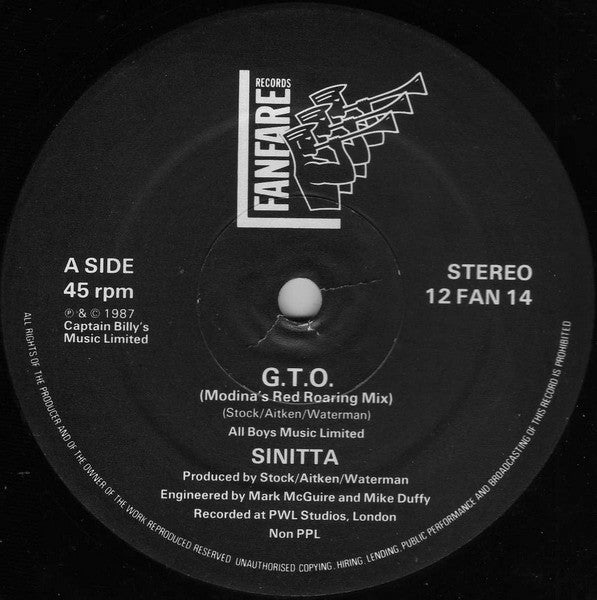 FANFARE
RECORDS
A SIDE
45 rpm
℗ & © 1987
Captain Billy's
Music Limited
STEREO
12 FAN 14
G.T.O.
(Modina's Red Roaring Mix)
(Stock/Aitken/Waterman)
All Boys Music Limited
SINITTA
Produced by Stock/Aitken/Waterman
Engineered by Mark McGuire and Mike Duffy
Recorded at PWL Studios, London
Non PPL
ALL RIGHTS OF THE PRODUCER AND OF THE OWNER OF THE WORK REPRODUCED RESERVED UNAUTHORISED COPYING, HIRING, LENDING, PUBLIC PERFORMANCE AND BROADCASTING OF THIS RECORD IS PROHIBITED